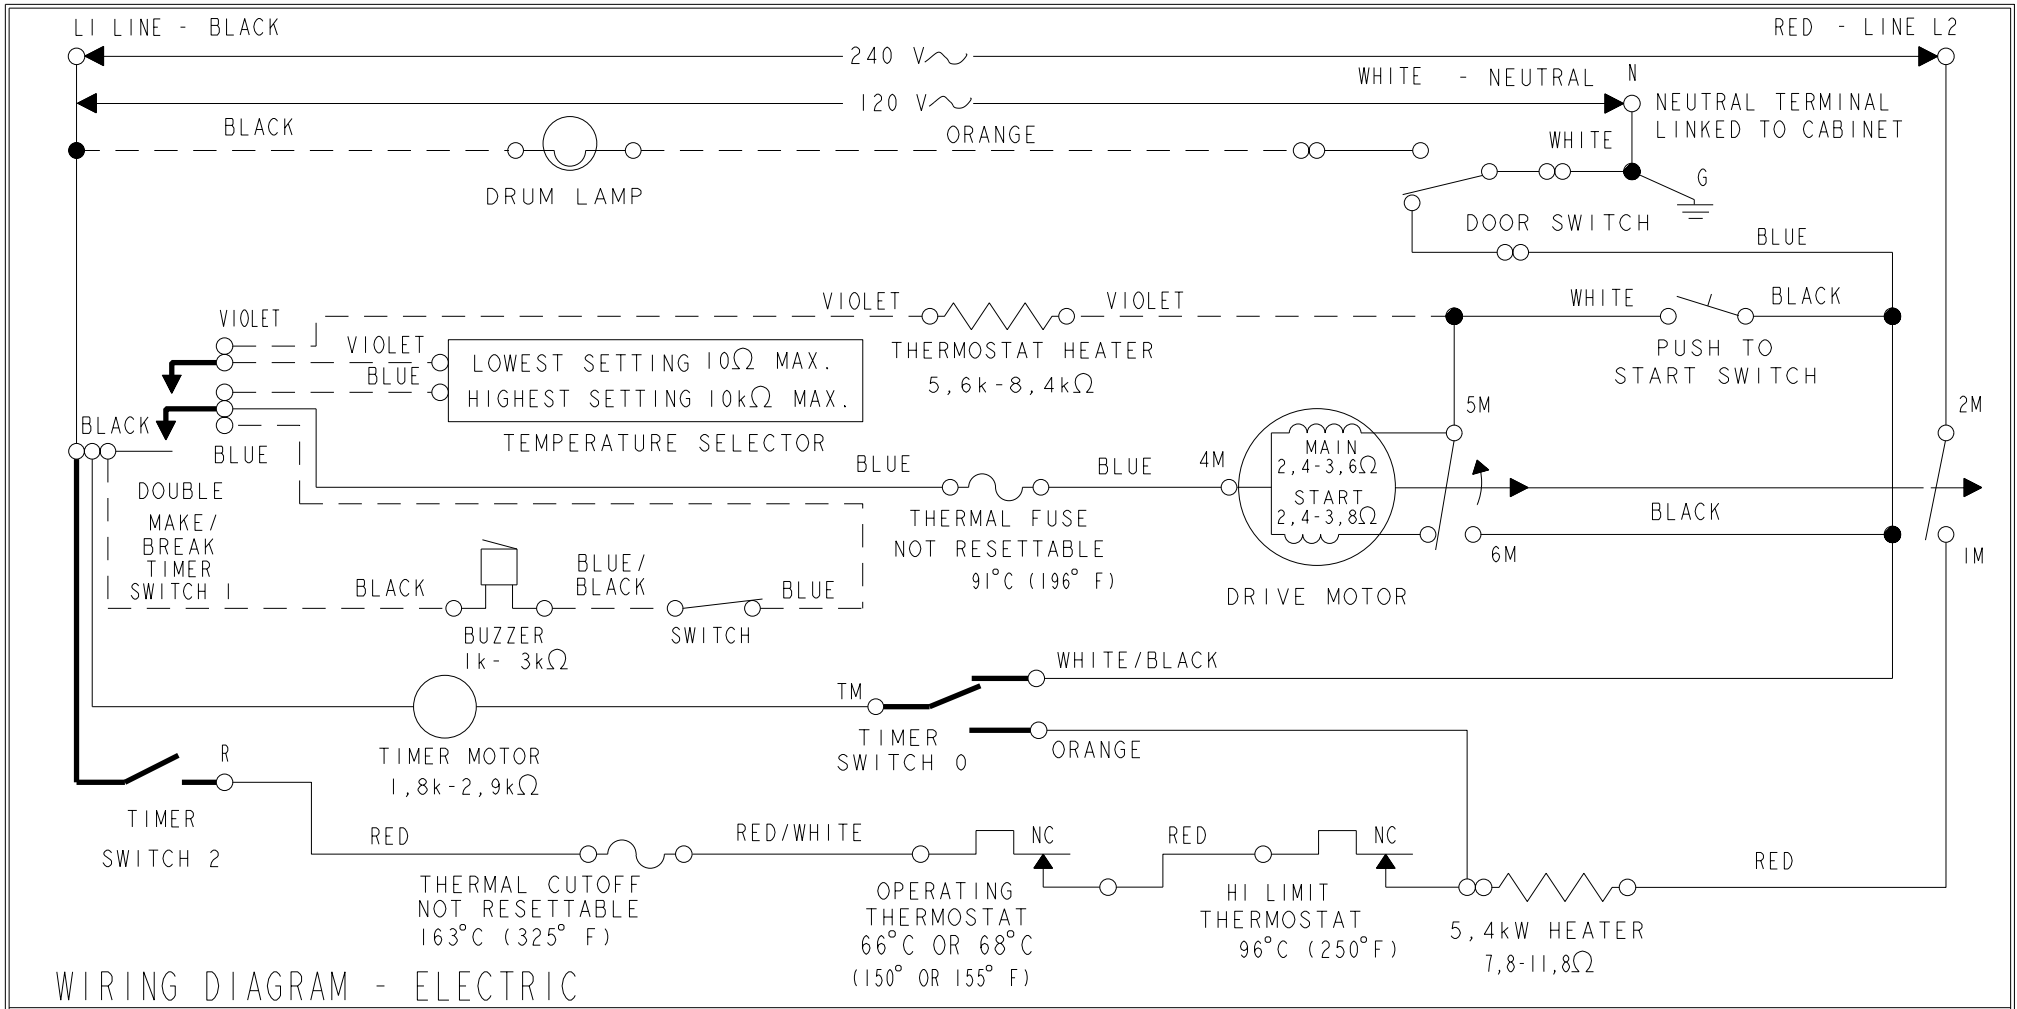 L1 LINE - BLACK
RED - LINE L2
240 V
WHITE - NEUTRAL
N
120 V
NEUTRAL TERMINAL
LINKED TO CABINET
BLACK
ORANGE
WHITE
G
DRUM LAMP
DOOR SWITCH
BLUE
VIOLET
VIOLET
VIOLET
WHITE
BLACK
VIOLET
BLUE
LOWEST SETTING 10Ω MAX.
HIGHEST SETTING 10kΩ MAX.
TEMPERATURE SELECTOR
THERMOSTAT HEATER
5,6k-8,4kΩ
PUSH TO
START SWITCH
BLACK
BLUE
DOUBLE
MAKE/
BREAK
TIMER
SWITCH 1
BLUE
BLUE
4M
5M
2M
MAIN
2,4-3,6Ω
START
2,4-3,8Ω
BLACK
THERMAL FUSE
NOT RESETTABLE
91°C (196° F)
6M
1M
DRIVE MOTOR
BLACK
BLUE/
BLACK
BLUE
BUZZER
1k- 3kΩ
SWITCH
WHITE/BLACK
TM
TIMER
SWITCH 0
ORANGE
R
TIMER MOTOR
1,8k-2,9kΩ
TIMER
SWITCH 2
RED
RED/WHITE
NC
RED
NC
RED
THERMAL CUTOFF
NOT RESETTABLE
163°C (325° F)
OPERATING
THERMOSTAT
66°C OR 68°C
(150° OR 155° F)
HI LIMIT
THERMOSTAT
96°C (250°F)
5,4kW HEATER
7,8-11,8Ω
WIRING DIAGRAM - ELECTRIC